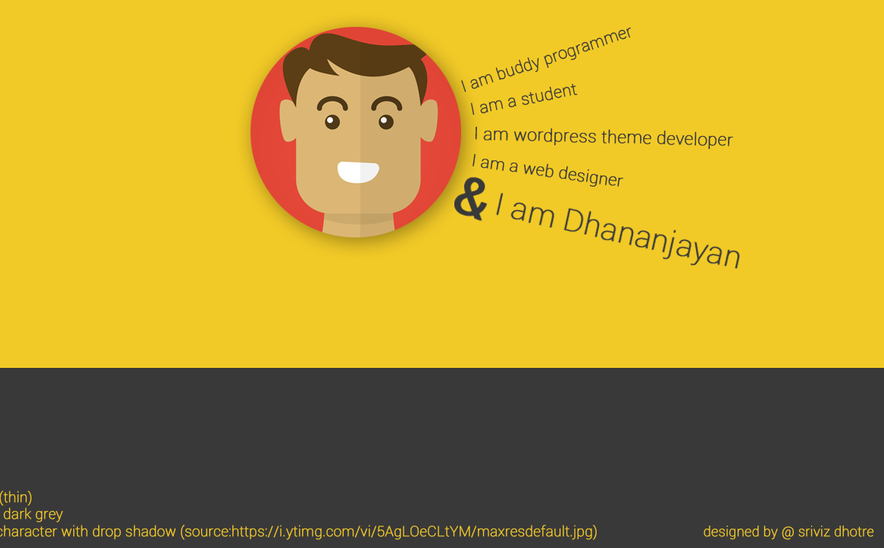 I am buddy programmer
I am a student
I am wordpress theme developer
I am a web designer
& I am Dhananjayan
(thin)
dark grey
character with drop shadow (source:https://i.ytimg.com/vi/5AgLOeCLtYM/maxresdefault.jpg)
designed by @ sriviz dhotre